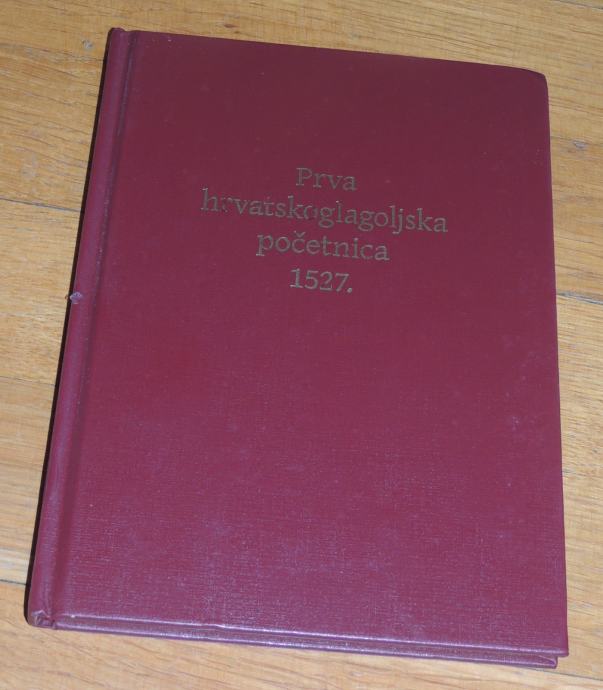 Prva
hrvatskoglagoljska
početnica
1527.